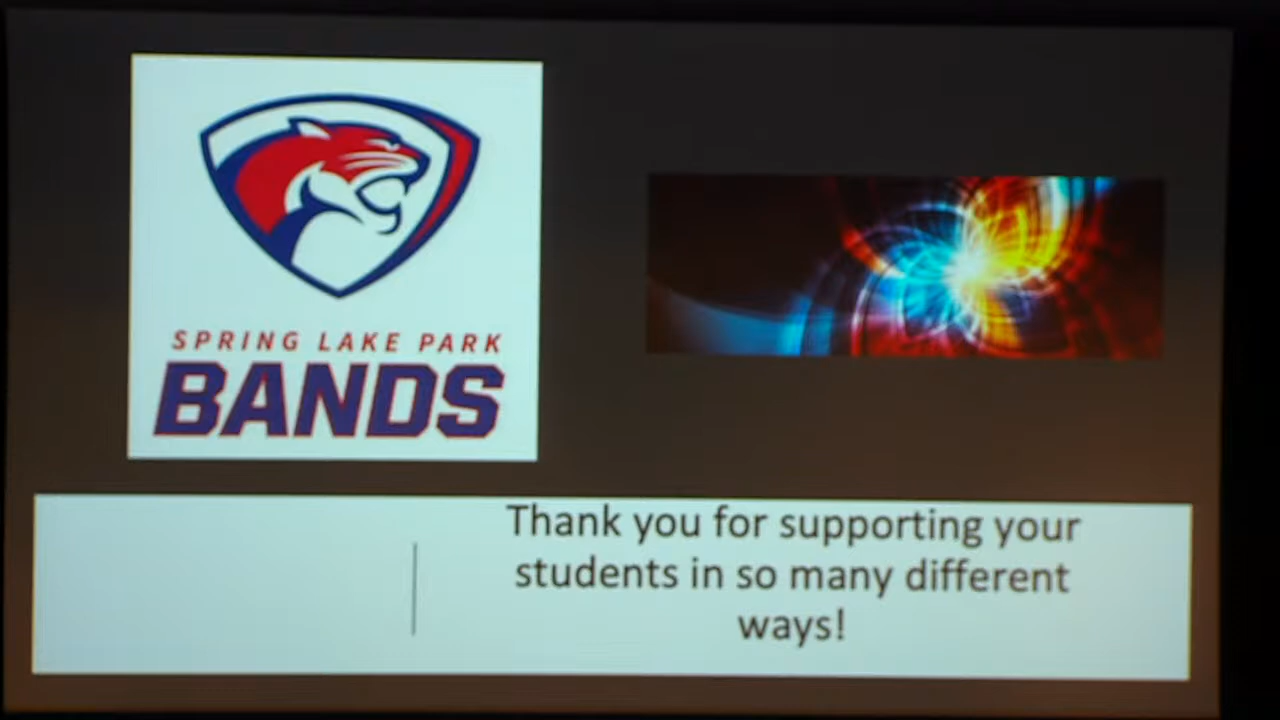 SPRING LAKE PARK
BANDS
Thank you for supporting your
students in so many different
ways!